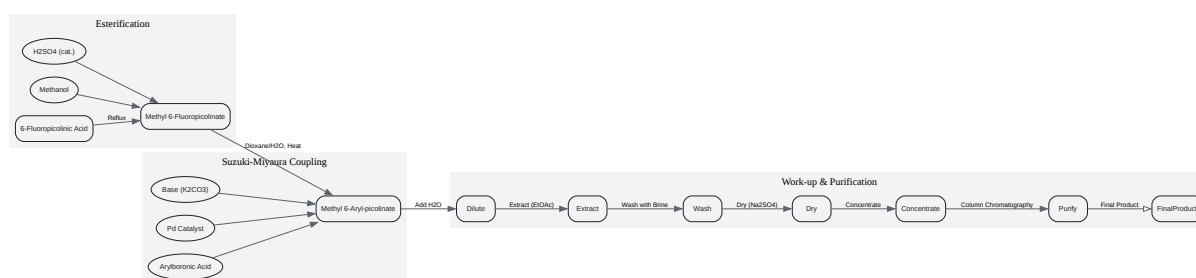 Esterification
H2SO4 (cat.)
Methanol
6-Fluoropicolinic Acid
Reflux
Methyl 6-Fluoropicolinate
Dioxane/H2O, Heat
Suzuki-Miyaura Coupling
Base (K2CO3)
Pd Catalyst
Arylboronic Acid
Methyl 6-Aryl-picolinate
Add H2O
Work-up & Purification
Dilute
Extract (EtOAc)
Extract
Wash with Brine
Wash
Dry (Na2SO4)
Dry
Concentrate
Concentrate
Column Chromatography
Purify
Final Product
FinalProduct